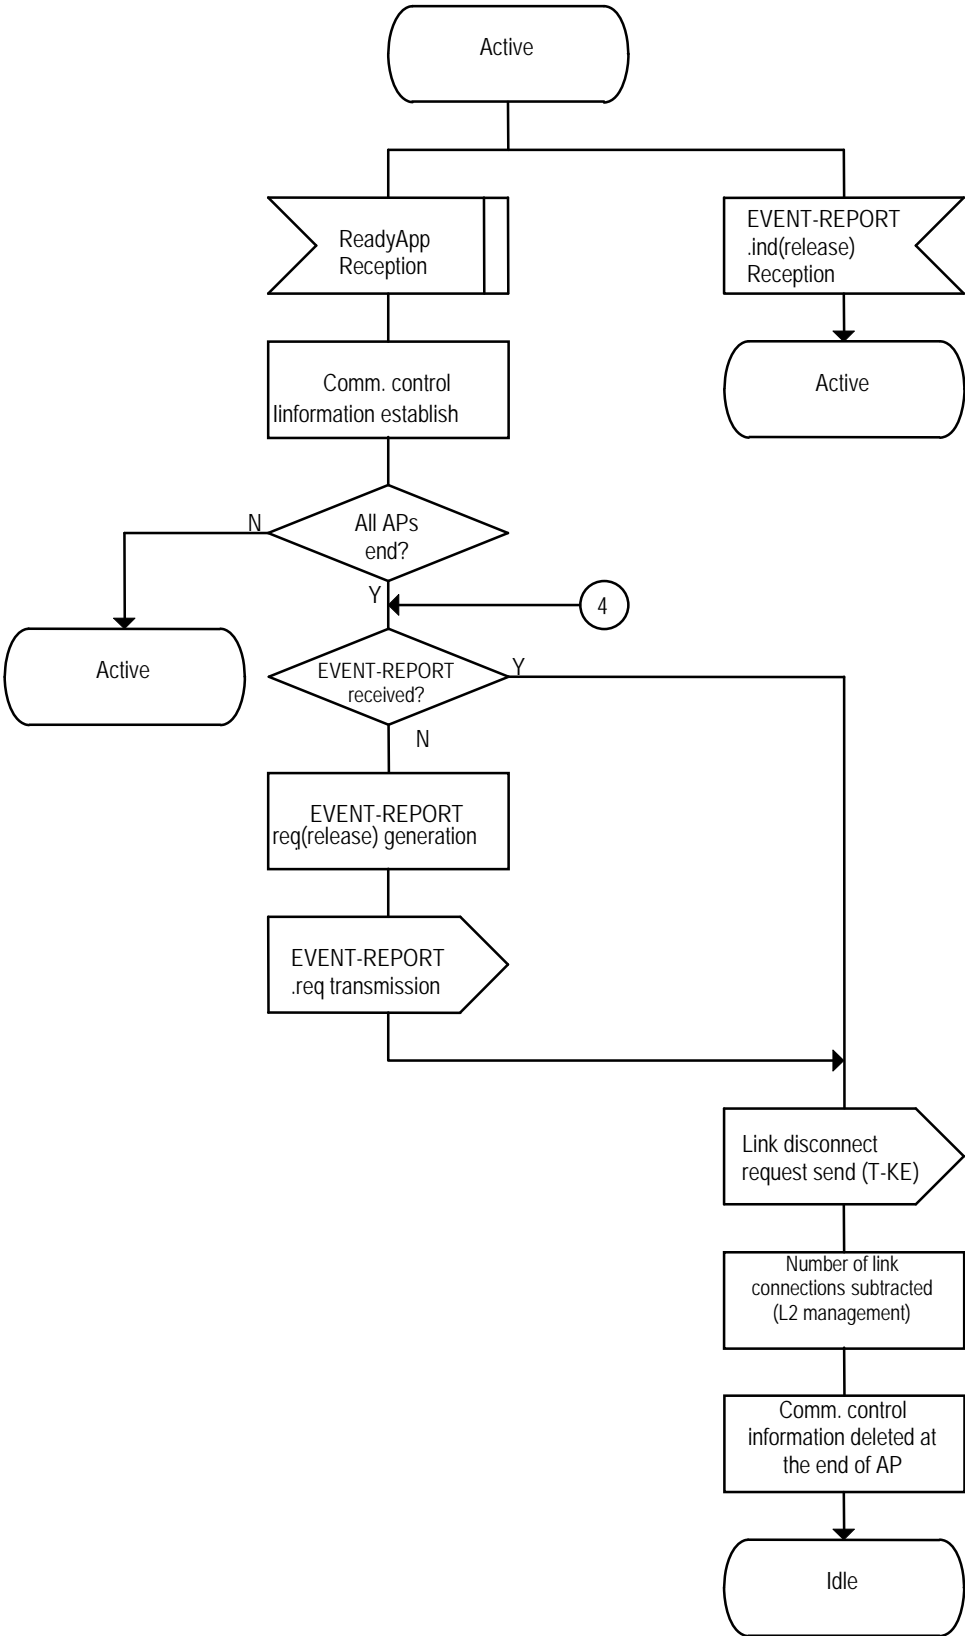 Active
ReadyApp
Reception
EVENT-REPORT
.ind(release)
Reception
Comm. control
Iinformation establish
Active
N
All APs
end?
Y
4
Active
EVENT-REPORT
received?
Y
N
EVENT-REPORT
req(release) generation
EVENT-REPORT
.req transmission
Link disconnect
request send (T-KE)
Number of link
connections subtracted
(L2 management)
Comm. control
information deleted at
the end of AP
Idle